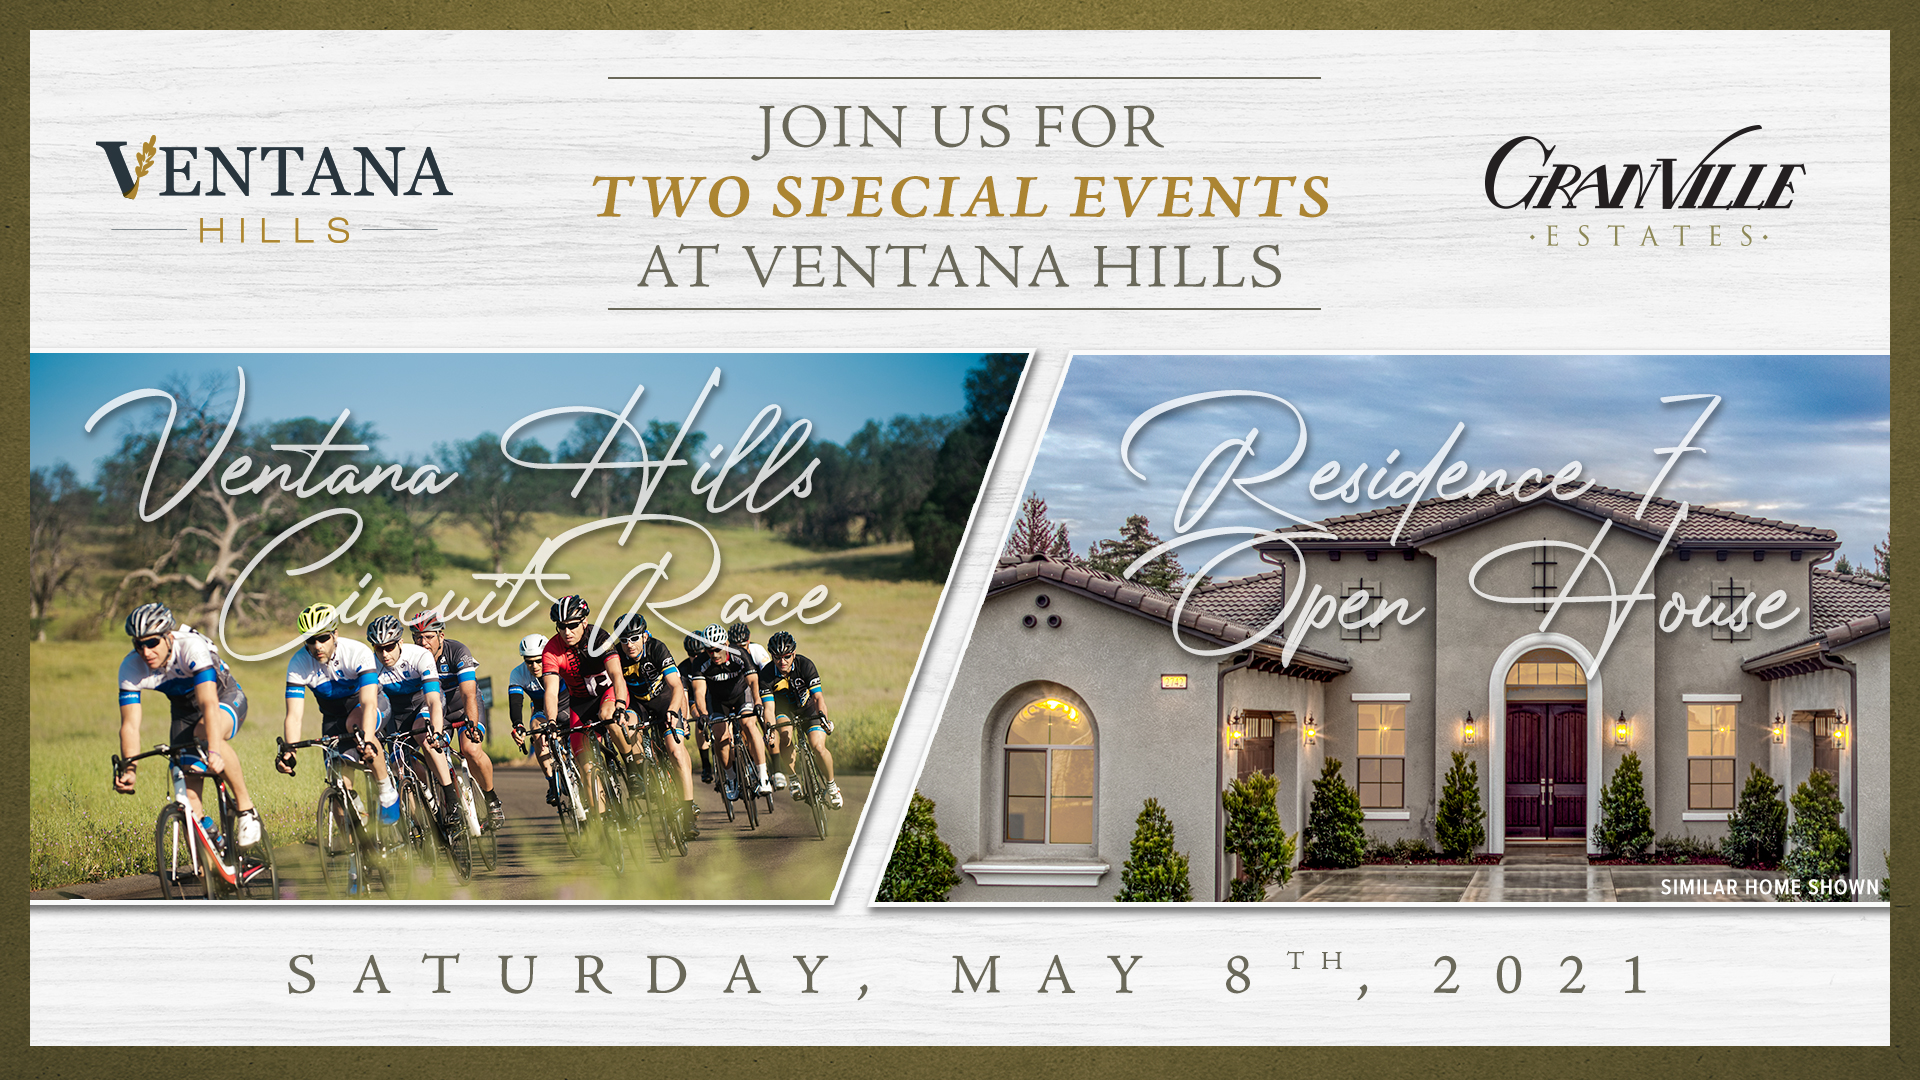 VENTANA
HILLS
JOIN US FOR
TWO SPECIAL EVENTS
AT VENTANA HILLS
GRANVILLE
·ESTATES·
Ventana Hills
Circuit Race
Residence 7
Open House
2742
SIMILAR HOME SHOWN
SATURDAY, MAY 8TH, 2021